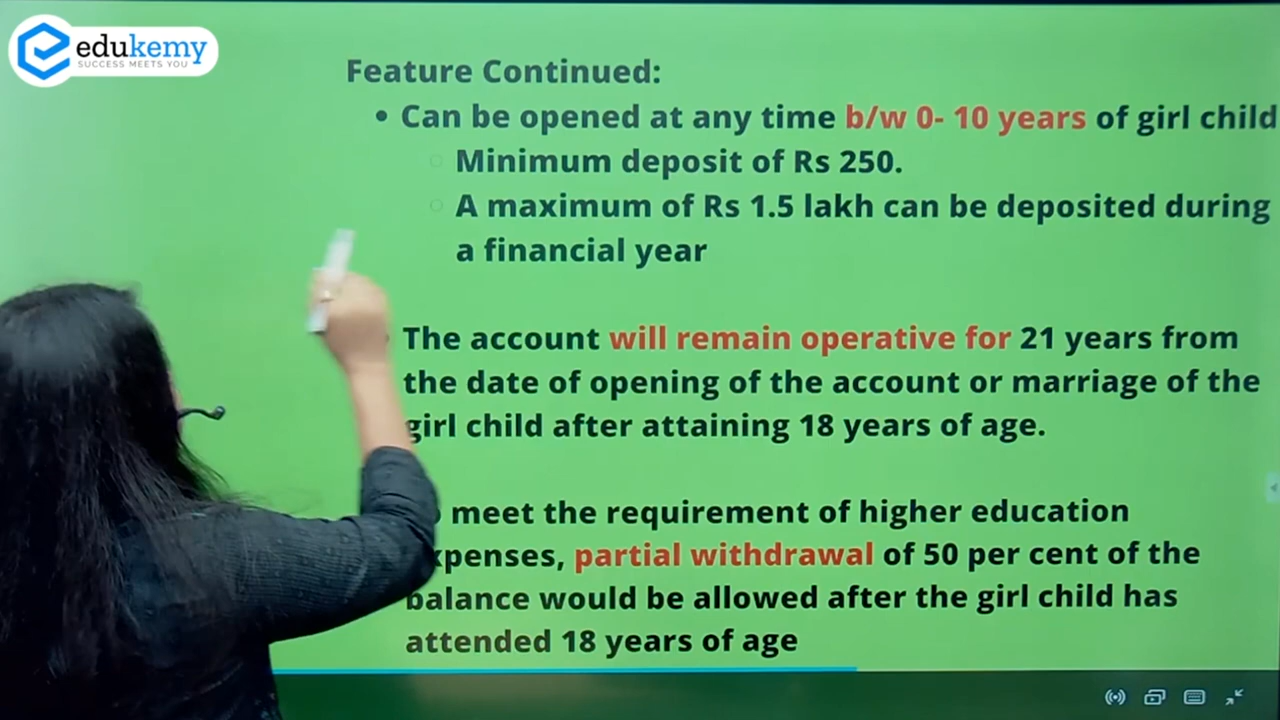 edukemy
SUCCESS MEETS YOU
Feature Continued:
• Can be opened at any time b/w 0- 10 years of girl child
Minimum deposit of Rs 250.
A maximum of Rs 1.5 lakh can be deposited during
a financial year
The account will remain operative for 21 years from
the date of opening of the account or marriage of the
girl child after attaining 18 years of age.
meet the requirement of higher education
partial withdrawal of 50 per cent of the
balance would be allowed after the girl child has
attended 18 years of age